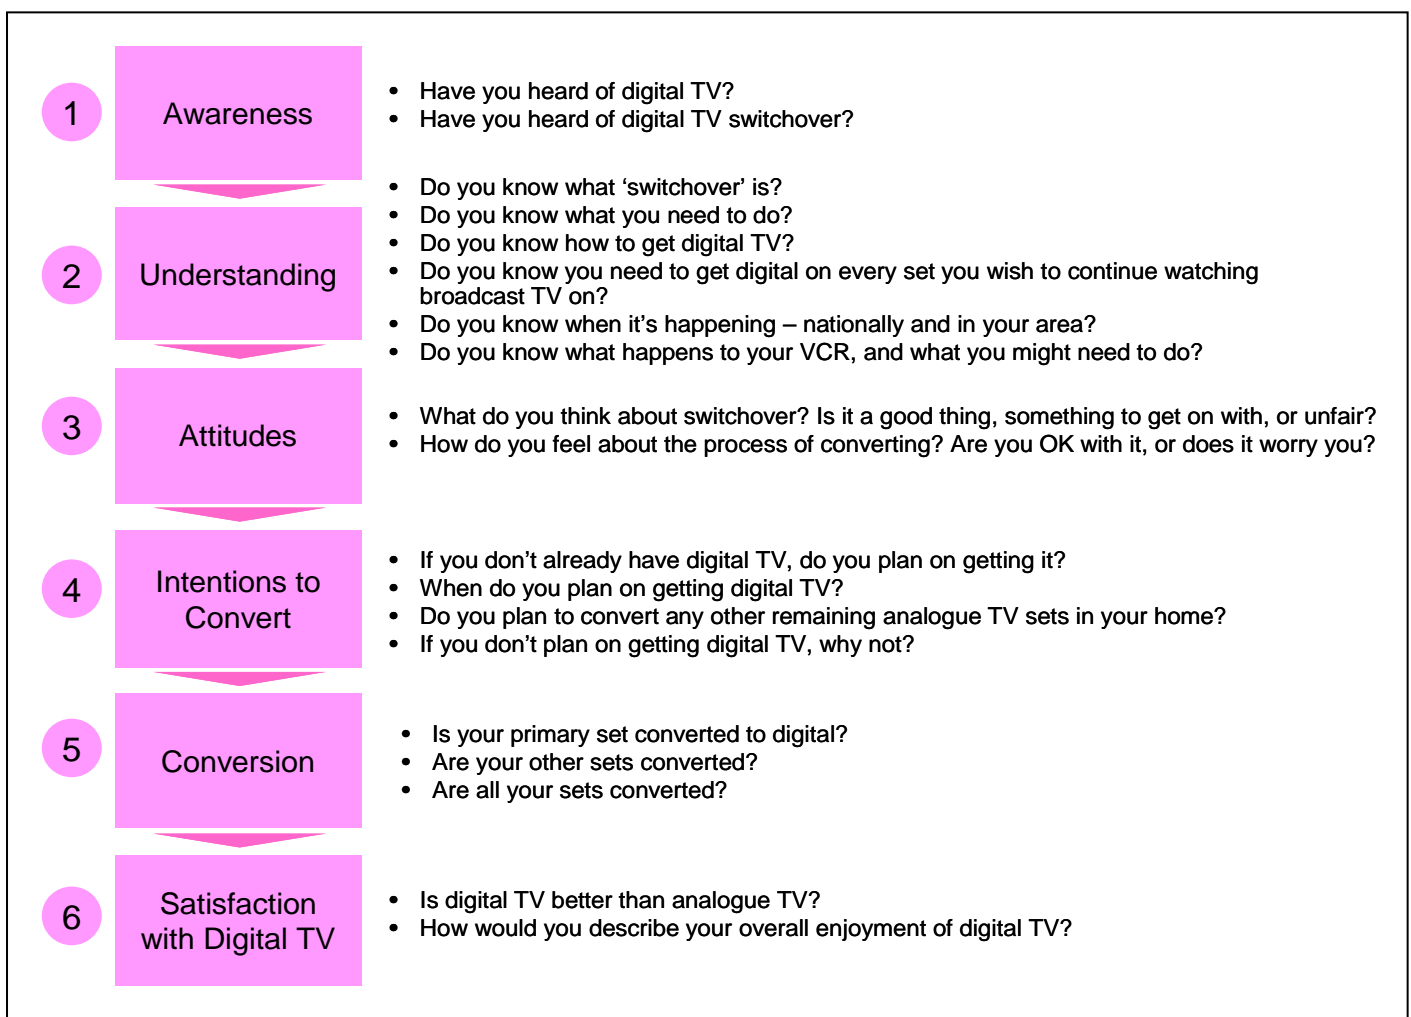 1
Awareness
• Have you heard of digital TV?
• Have you heard of digital TV switchover?
2
Understanding
• Do you know what ‘switchover’ is?
• Do you know what you need to do?
• Do you know how to get digital TV?
• Do you know you need to get digital on every set you wish to continue watching
broadcast TV on?
• Do you know when it’s happening – nationally and in your area?
• Do you know what happens to your VCR, and what you might need to do?
3
Attitudes
• What do you think about switchover? Is it a good thing, something to get on with, or unfair?
• How do you feel about the process of converting? Are you OK with it, or does it worry you?
4
Intentions to
Convert
• If you don’t already have digital TV, do you plan on getting it?
• When do you plan on getting digital TV?
• Do you plan to convert any other remaining analogue TV sets in your home?
• If you don’t plan on getting digital TV, why not?
5
Conversion
• Is your primary set converted to digital?
• Are your other sets converted?
• Are all your sets converted?
6
Satisfaction
with Digital TV
• Is digital TV better than analogue TV?
• How would you describe your overall enjoyment of digital TV?